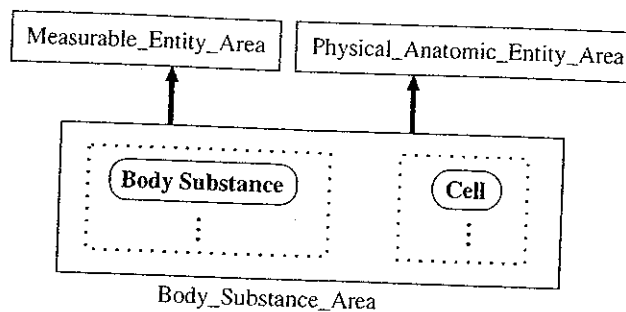 Measurable_Entity_Area
Physical_Anatomic_Entity_Area
Body Substance
Cell
Body_Substance_Area